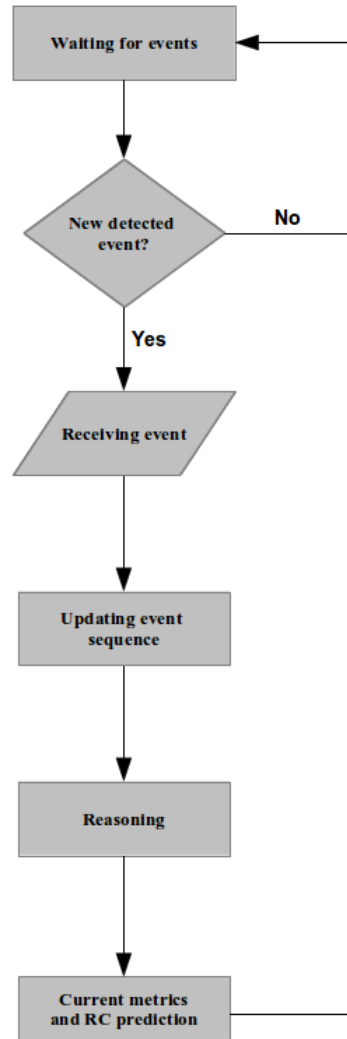 Waiting for events
New detected
event?
No
Yes
Receiving event
Updating event
sequence
Reasoning
Current metrics
and RC prediction